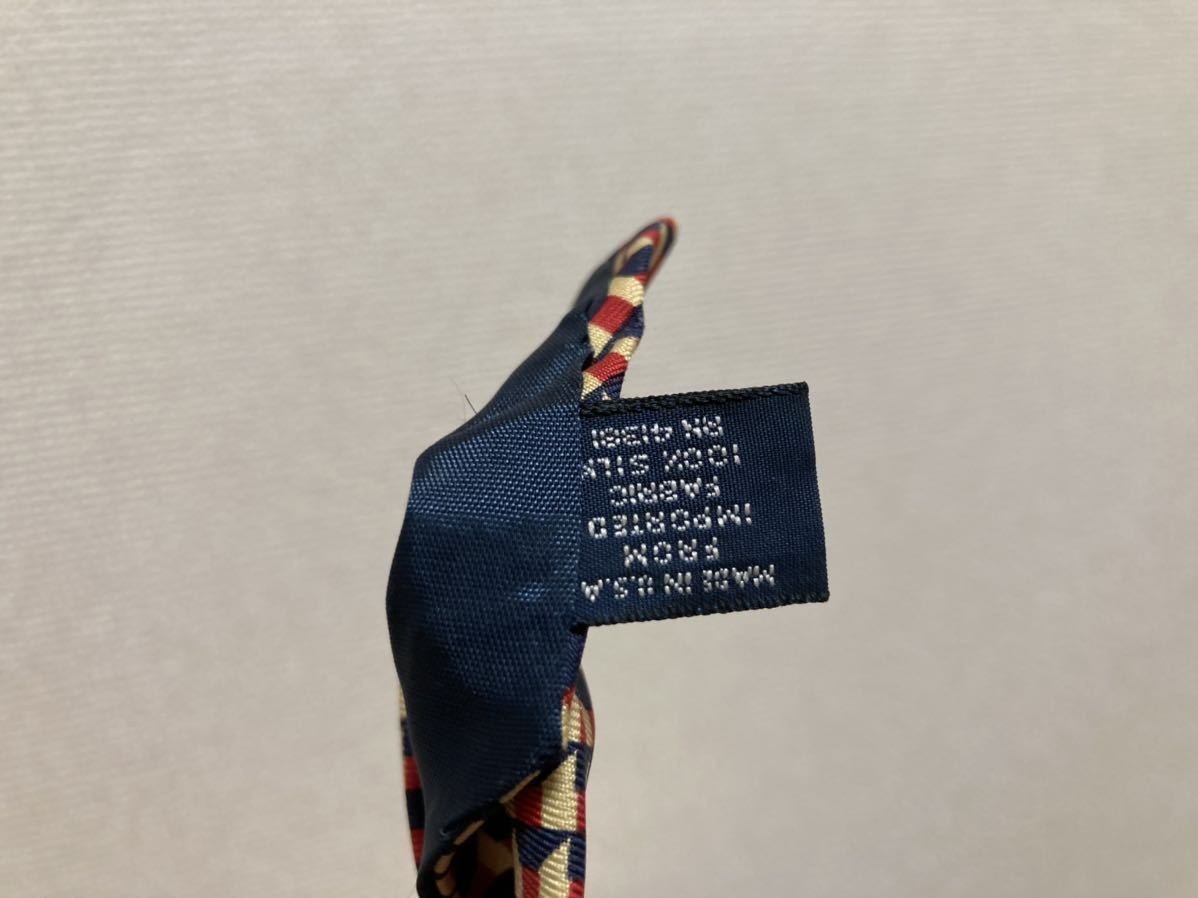 MADE IN U.S.A
FROM
IMPORTED
FABRIC
100% SILK
RN 41381